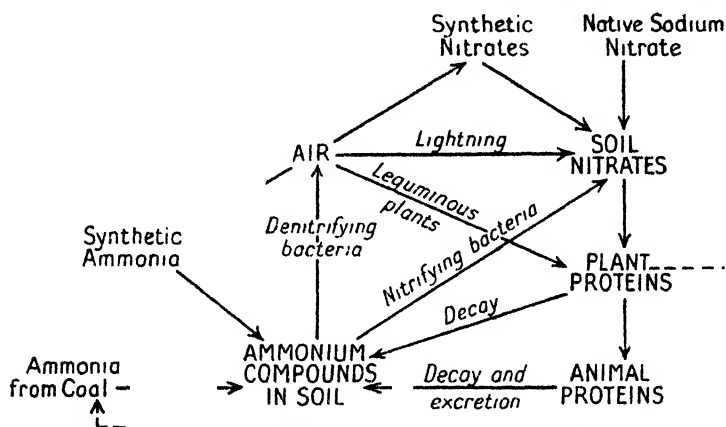 Synthetic
Nitrates
Native Sodium
Nitrate
AIR
Lightning
SOIL
NITRATES
Leguminous
plants
Denitrifying
bacteria
Nitrifying bacteria
Synthetic
Ammonia
PLANT
PROTEINS
Decay
AMMONIUM
COMPOUNDS
IN SOIL
Ammonia
from Coal
Decay and
excretion
ANIMAL
PROTEINS